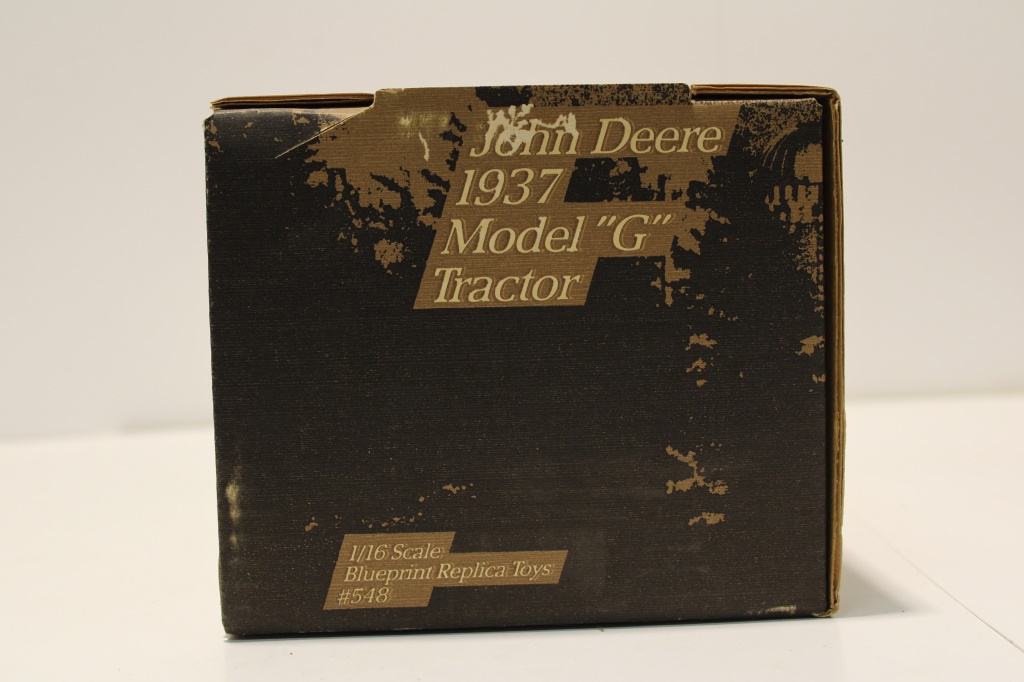 John Deere
1937
Model "G"
Tractor
1/16 Scale
Blueprint Replica Toys
#548